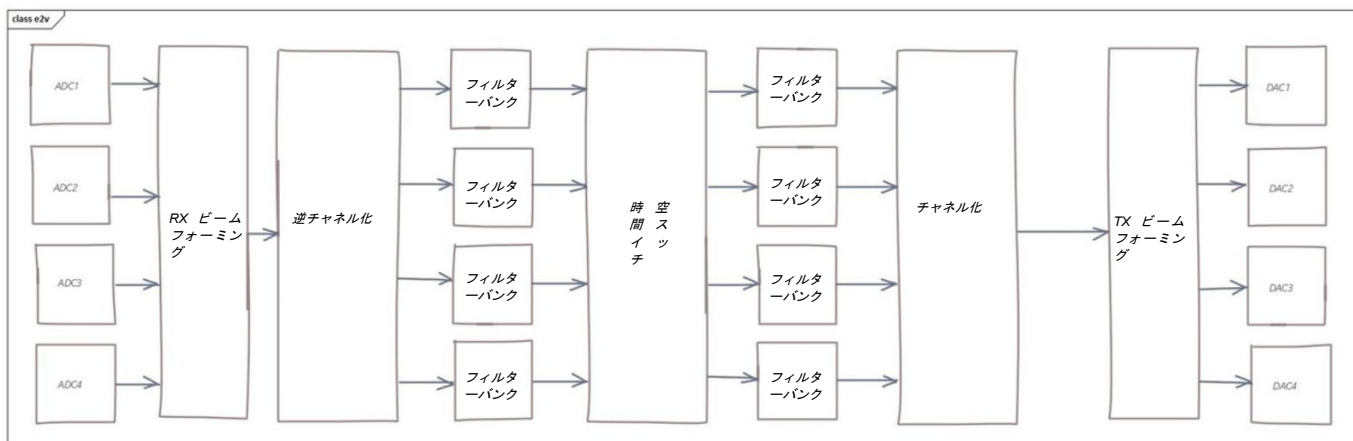 class e2v
ADC1
ADC2
ADC3
ADC4
RX ビーム
フォーミン
グ
逆チャネル化
フィルタ
ーバンク
フィルタ
ーバンク
フィルタ
ーバンク
フィルタ
ーバンク
時 空
間 スッ
イ
チ
フィルタ
ーバンク
フィルタ
ーバンク
フィルタ
ーバンク
フィルタ
ーバンク
チャネル化
TX ビーム
フォーミン
グ
DAC1
DAC2
DAC3
DAC4